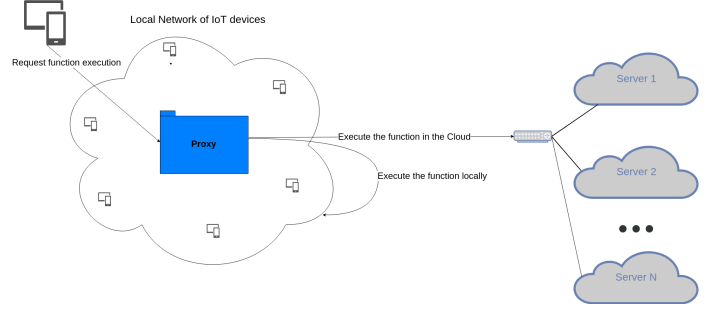 Local Network of IoT devices
Request function execution
Proxy
Execute the function in the Cloud
Execute the function locally
Server 1
Server 2
Server N